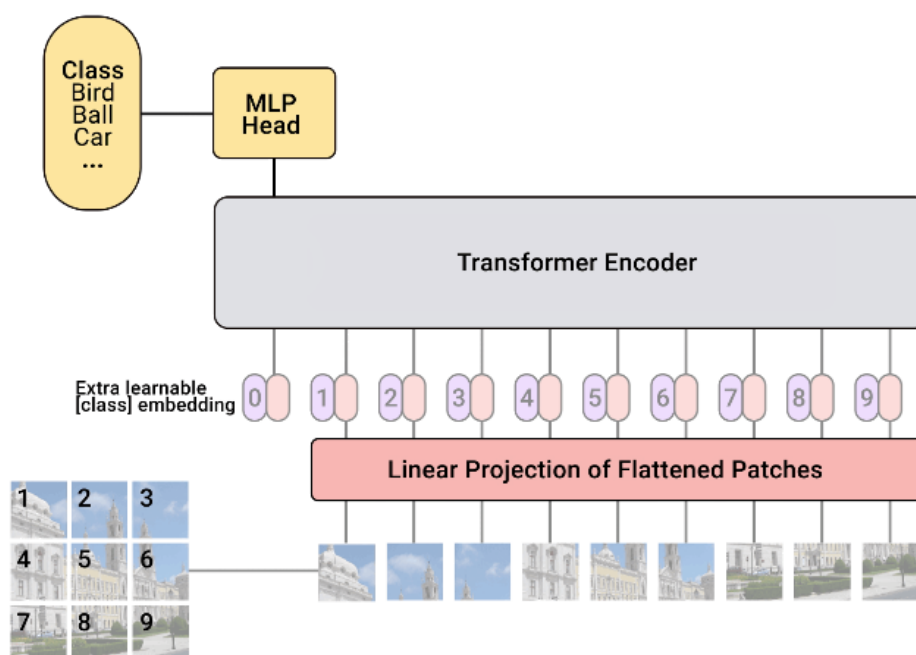 Class
Bird
Ball
Car
...
MLP
Head
Transformer Encoder
Extra learnable
[class] embedding
0 1 2 3 4 5 6 7 8 9
Linear Projection of Flattened Patches
1 2 3
4 5 6
7 8 9